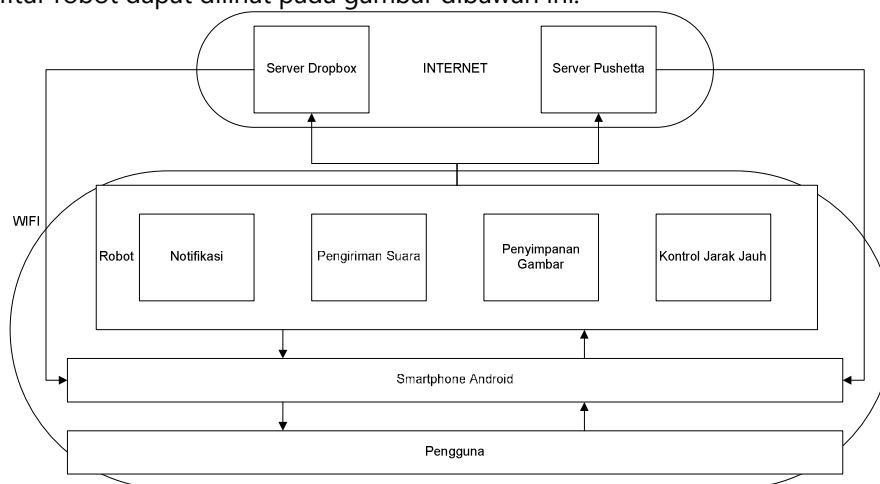 robot dapat dilihat pada gambar dibawah ini.
Server Dropbox
INTERNET
Server Pushetta
WIFI
Robot
Notifikasi
Pengiriman Suara
Penyimpanan
Gambar
Kontrol Jarak Jauh
Smartphone Android
Pengguna